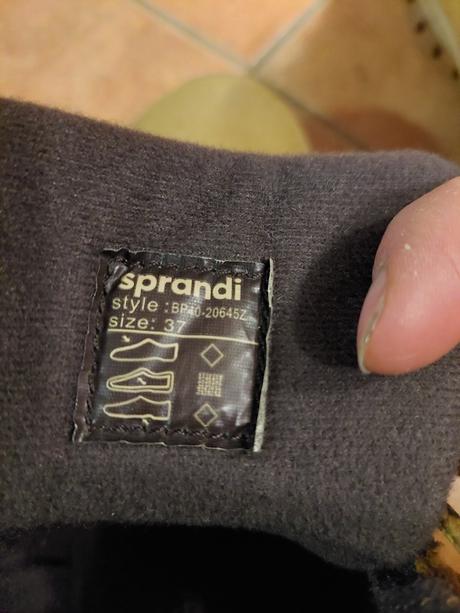 sprandi
style : BP40-20645Z
size: 37